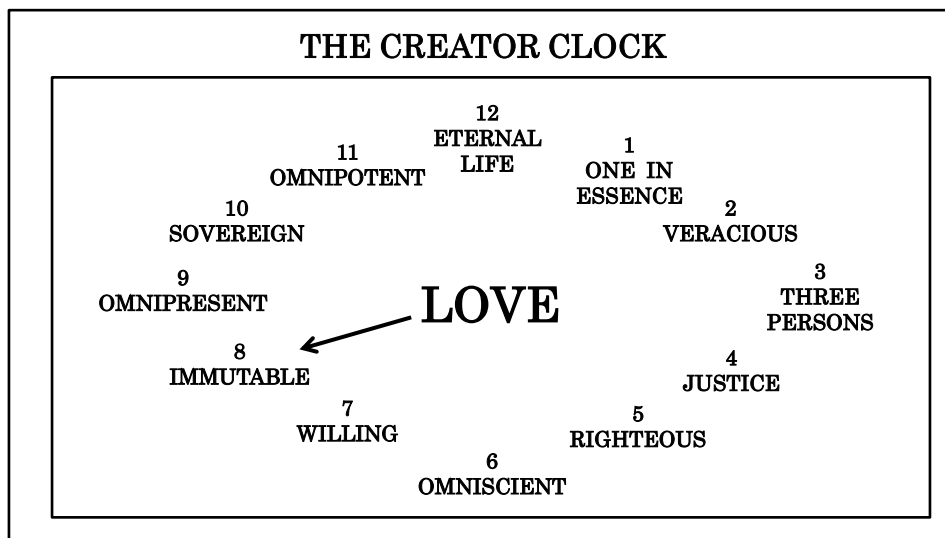 THE CREATOR CLOCK
12
ETERNAL
LIFE
1
ONE IN
ESSENCE
2
VERACIOUS
3
THREE
PERSONS
4
JUSTICE
5
RIGHTEOUS
6
OMNISCIENT
7
WILLING
8
IMMUTABLE
9
OMNIPRESENT
10
SOVEREIGN
11
OMNIPOTENT
LOVE